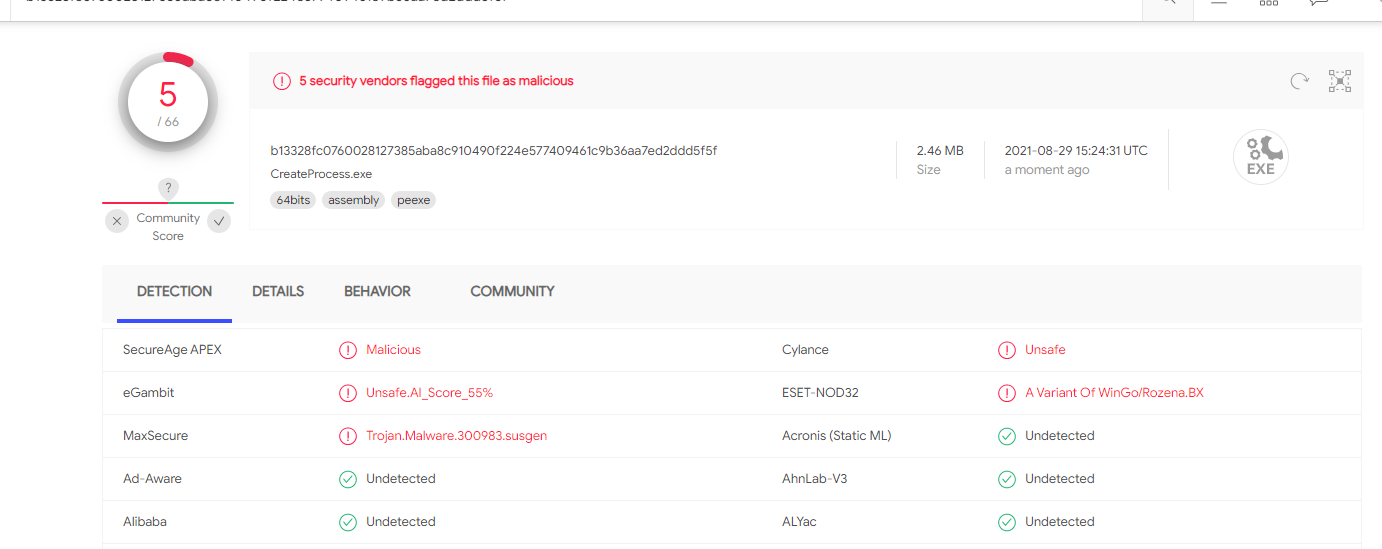 5
/ 66
?
Community
Score
5 security vendors flagged this file as malicious
b13328fc0760028127385aba8c910490f224e577409461c9b36aa7ed2ddd5f5f
CreateProcess.exe
64bits assembly peexe
2.46 MB
Size
2021-08-29 15:24:31 UTC
a moment ago
EXE
DETECTION DETAILS BEHAVIOR COMMUNITY
SecureAge APEX Malicious Cylance Unsafe
eGambit Unsafe.AI_Score_55% ESET-NOD32 A Variant Of WinGo/Rozena.BX
MaxSecure Trojan.Malware.300983.susgen Acronis (Static ML) Undetected
Ad-Aware Undetected AhnLab-V3 Undetected
Alibaba Undetected ALYac Undetected